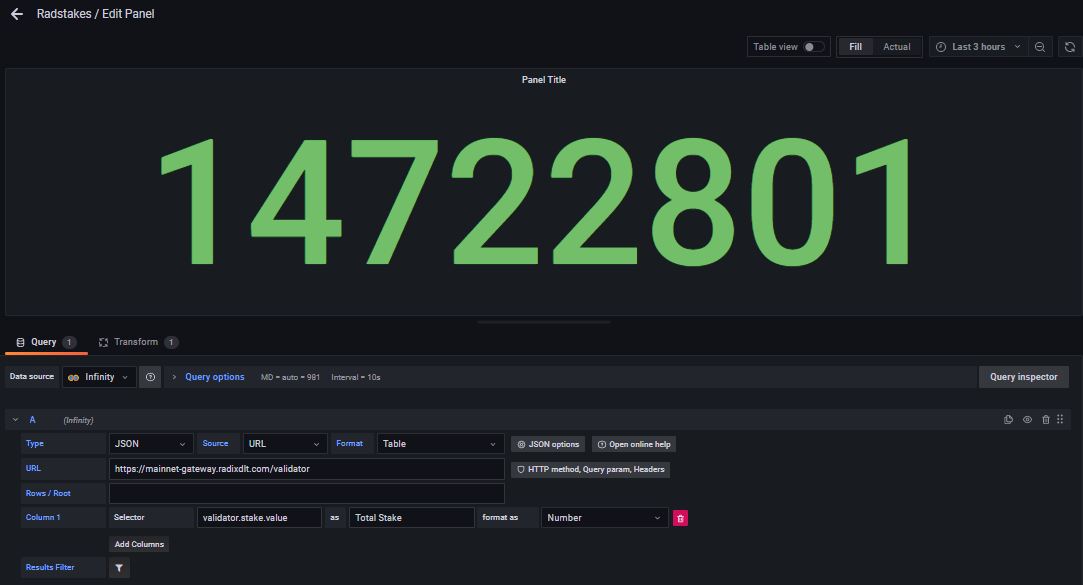 Radstakes / Edit Panel
Table view Fill Actual Last 3 hours
Panel Title
14722801
Query 1 Transform 1
Data source Infinity Query options MD = auto = 981 Interval = 10s Query inspector
A (Infinity)
Type JSON Source URL Format Table JSON options Open online help
URL https://mainnet-gateway.radixdlt.com/validator HTTP method, Query param, Headers
Rows / Root
Column 1 Selector validator.stake.value as Total Stake format as Number
Add Columns
Results Filter